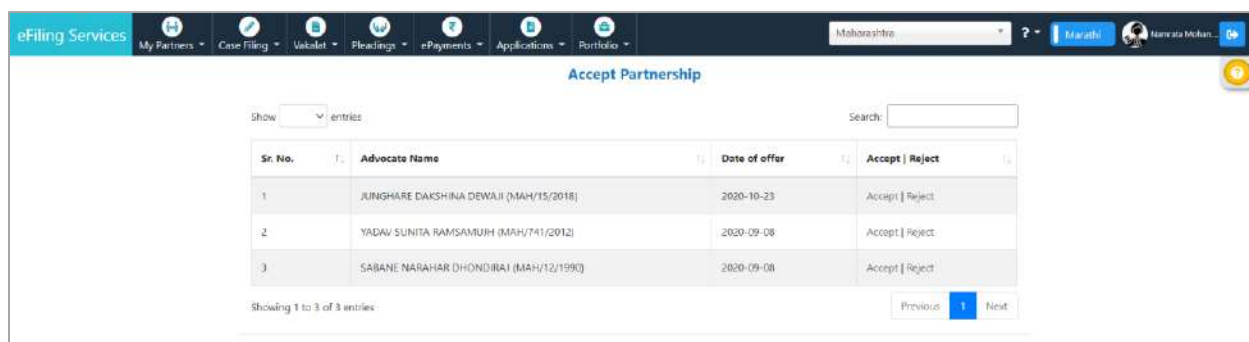 eFiling Services
My Partners Case Filing Vakalat Pleadings ePayments Applications Portfolio
Maharashtra ? Marathi Namrata Mohan...
Accept Partnership
Show entries Search:
Sr. No. Advocate Name Date of offer Accept | Reject
1 JUNGHARE DAKSHINA DEWAJI (MAH/15/2018) 2020-10-23 Accept | Reject
2 YADAV SUNITA RAMSAMUJH (MAH/741/2012) 2020-09-08 Accept | Reject
3 SABANE NARAHAR DHONDIRAJ (MAH/12/1990) 2020-09-08 Accept | Reject
Showing 1 to 3 of 3 entries Previous 1 Next